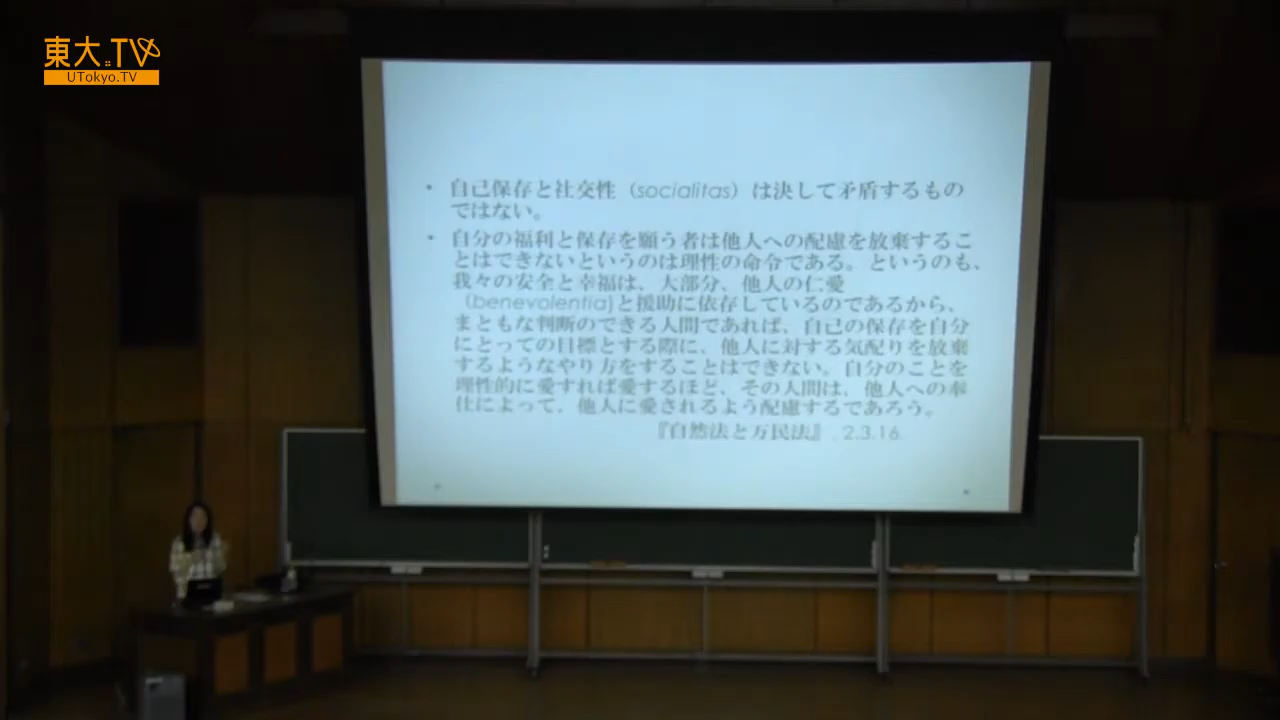 東大.TV
UTokyo.TV
・自己保存と社交性（socialitas）は決して矛盾するもの
ではない。
・自分の福利と保存を願う者は他人への配慮を放棄するこ
とはできないというのは理性の命令である。というのも、
我々の安全と幸福は、大部分、他人の仁愛
（benevolentia)と援助に依存しているのであるから、
まともな判断のできる人間であれば、自己の保存を自分
にとっての目標とする際に、他人に対する気配りを放棄
するようなやり方をすることはできない。自分のことを
理性的に愛すれば愛するほど、その人間は、他人への奉
仕によって、他人に愛されるよう配慮するであろう。
『自然法と万民法』 2.3.16